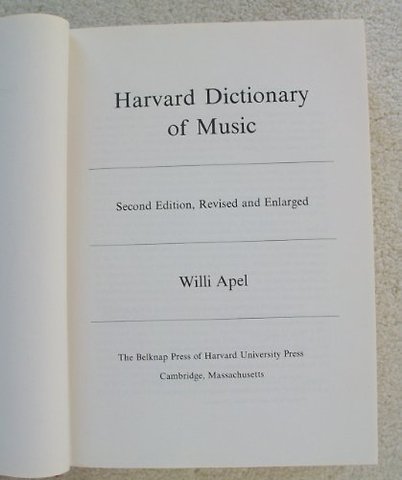 Harvard Dictionary
of Music
Second Edition, Revised and Enlarged
Willi Apel
The Belknap Press of Harvard University Press
Cambridge, Massachusetts